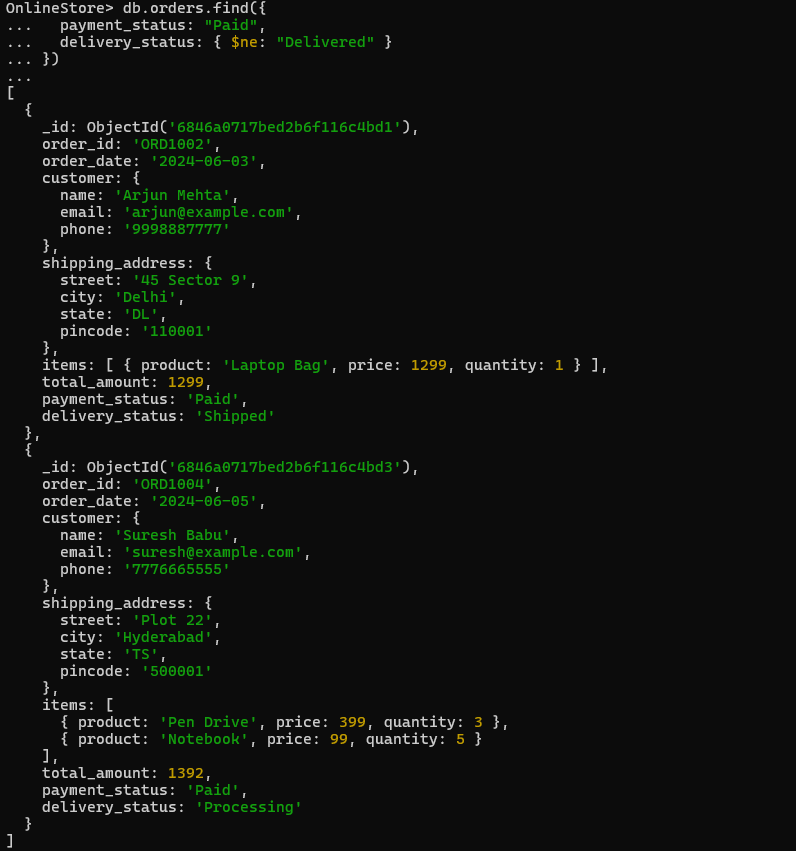 OnlineStore> db.orders.find({
...   payment_status: "Paid",
...   delivery_status: { $ne: "Delivered" }
... })
...
[
  {
    _id: ObjectId('6846a0717bed2b6f116c4bd1'),
    order_id: 'ORD1002',
    order_date: '2024-06-03',
    customer: {
      name: 'Arjun Mehta',
      email: 'arjun@example.com',
      phone: '9998887777'
    },
    shipping_address: {
      street: '45 Sector 9',
      city: 'Delhi',
      state: 'DL',
      pincode: '110001'
    },
    items: [ { product: 'Laptop Bag', price: 1299, quantity: 1 } ],
    total_amount: 1299,
    payment_status: 'Paid',
    delivery_status: 'Shipped'
  },
  {
    _id: ObjectId('6846a0717bed2b6f116c4bd3'),
    order_id: 'ORD1004',
    order_date: '2024-06-05',
    customer: {
      name: 'Suresh Babu',
      email: 'suresh@example.com',
      phone: '7776665555'
    },
    shipping_address: {
      street: 'Plot 22',
      city: 'Hyderabad',
      state: 'TS',
      pincode: '500001'
    },
    items: [
      { product: 'Pen Drive', price: 399, quantity: 3 },
      { product: 'Notebook', price: 99, quantity: 5 }
    ],
    total_amount: 1392,
    payment_status: 'Paid',
    delivery_status: 'Processing'
  }
]